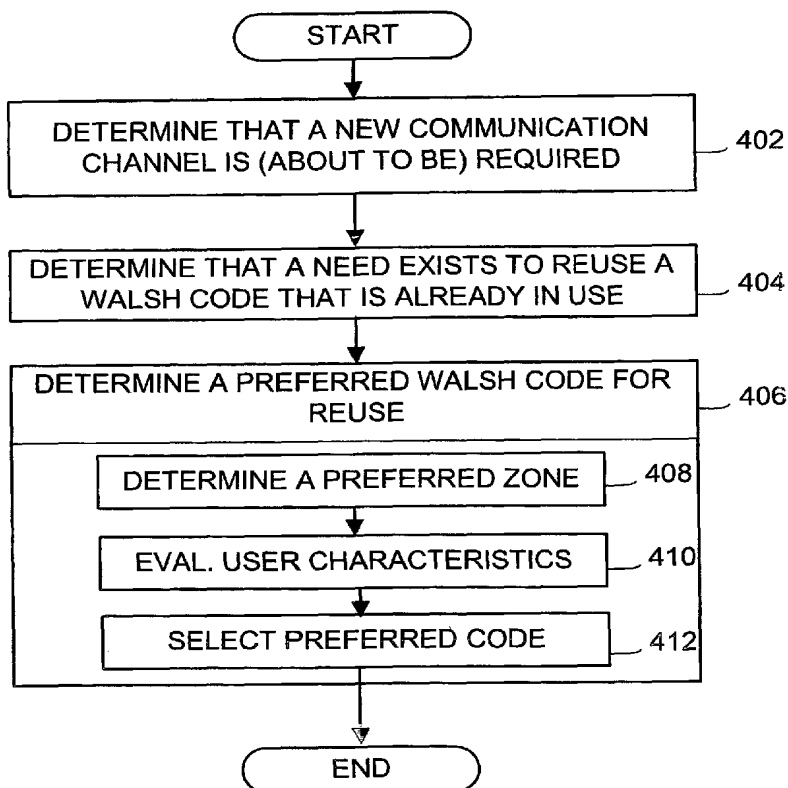 START
DETERMINE THAT A NEW COMMUNICATION
CHANNEL IS (ABOUT TO BE) REQUIRED
402
DETERMINE THAT A NEED EXISTS TO REUSE A
WALSH CODE THAT IS ALREADY IN USE
404
DETERMINE A PREFERRED WALSH CODE FOR
REUSE
406
DETERMINE A PREFERRED ZONE
408
EVAL. USER CHARACTERISTICS
410
SELECT PREFERRED CODE
412
END